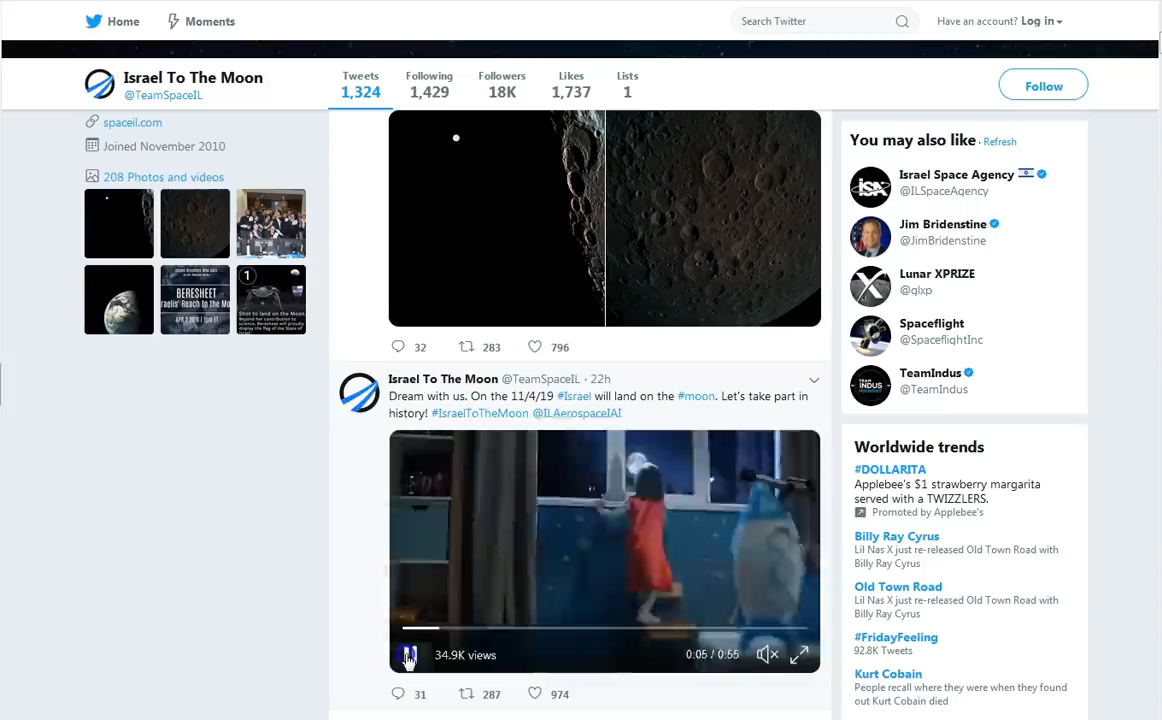 Home
Moments
Search Twitter
Have an account? Log in
Israel To The Moon
@TeamSpaceIL
Tweets
1,324
Following
1,429
Followers
18K
Likes
1,737
Lists
1
Follow
spaceil.com
Joined November 2010
208 Photos and videos
BERESHEET
1
32
283
796
Israel To The Moon @TeamSpaceIL · 22h
Dream with us. On the 11/4/19 #Israel will land on the #moon. Let's take part in
history! #IsraelToTheMoon @ILAerospaceIAI
34.9K views
0:05 / 0:55
31
287
974
You may also like · Refresh
Israel Space Agency
@ILSpaceAgency
Jim Bridenstine
@JimBridenstine
Lunar XPRIZE
@glxp
Spaceflight
@SpaceflightInc
TeamIndus
@TeamIndus
Worldwide trends
#DOLLARITA
Applebee's $1 strawberry margarita
served with a TWIZZLERS.
Promoted by Applebee's
Billy Ray Cyrus
Lil Nas X just re-released Old Town Road with
Billy Ray Cyrus
Old Town Road
Lil Nas X just re-released Old Town Road with
Billy Ray Cyrus
#FridayFeeling
92.8K Tweets
Kurt Cobain
People recall where they were when they found
out Kurt Cobain died